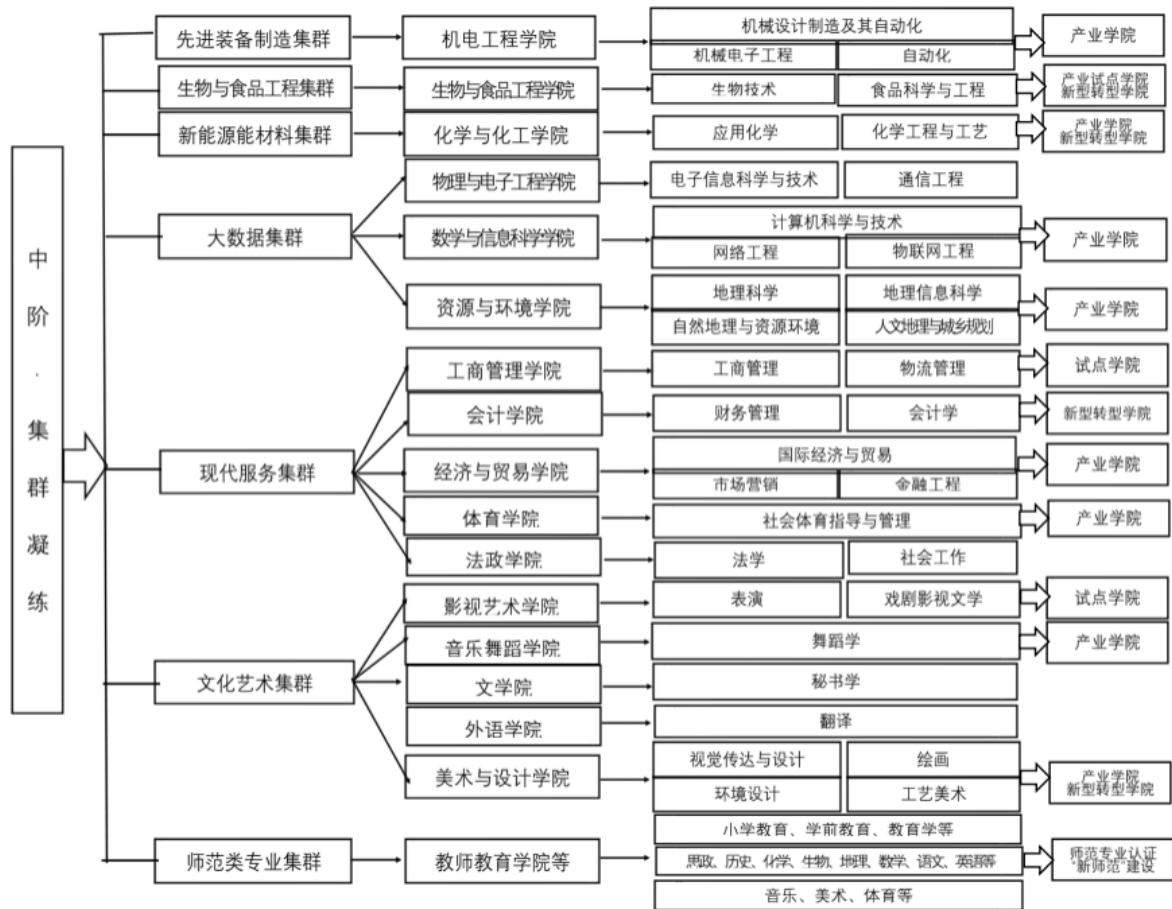 中阶·集群凝练
先进装备制造集群
机电工程学院
机械设计制造及其自动化
机械电子工程
自动化
产业学院
生物与食品工程集群
生物与食品工程学院
生物技术
食品科学与工程
产业试点学院
新型转型学院
新能源能材料集群
化学与化工学院
应用化学
化学工程与工艺
产业学院
新型转型学院
大数据集群
物理与电子工程学院
电子信息科学与技术
通信工程
数学与信息科学学院
计算机科学与技术
网络工程
物联网工程
产业学院
资源与环境学院
地理科学
地理信息科学
自然地理与资源环境
人文地理与城乡规划
产业学院
现代服务集群
工商管理学院
工商管理
物流管理
试点学院
会计学院
财务管理
会计学
新型转型学院
经济与贸易学院
国际经济与贸易
市场营销
金融工程
产业学院
体育学院
社会体育指导与管理
产业学院
法政学院
法学
社会工作
文化艺术集群
影视艺术学院
表演
戏剧影视文学
试点学院
音乐舞蹈学院
舞蹈学
产业学院
文学院
秘书学
外语学院
翻译
美术与设计学院
视觉传达与设计
绘画
环境设计
工艺美术
产业学院
新型转型学院
师范类专业集群
教师教育学院等
小学教育、学前教育、教育学等
思政、历史、化学、生物、地理、数学、语文、英语等
音乐、美术、体育等
师范专业认证
“新师范”建设